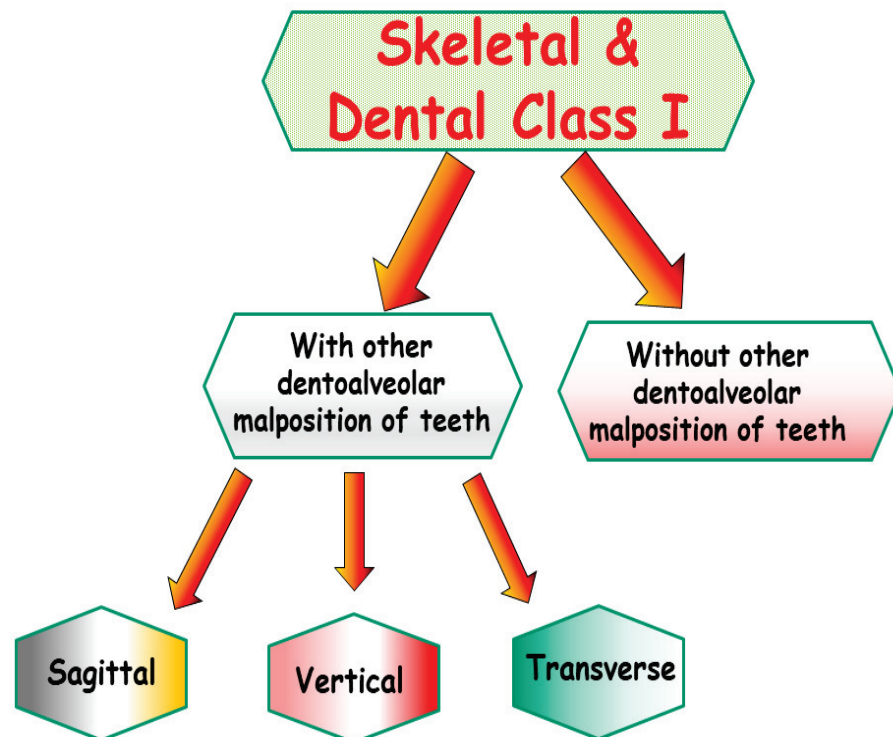 Skeletal &
Dental Class I
With other
dentoalveolar
malposition of teeth
Without other
dentoalveolar
malposition of teeth
Sagittal
Vertical
Transverse